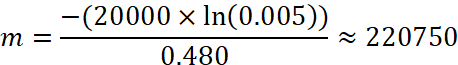 m = −(20000 × ln(0.005)) / 0.480 ≈ 220750